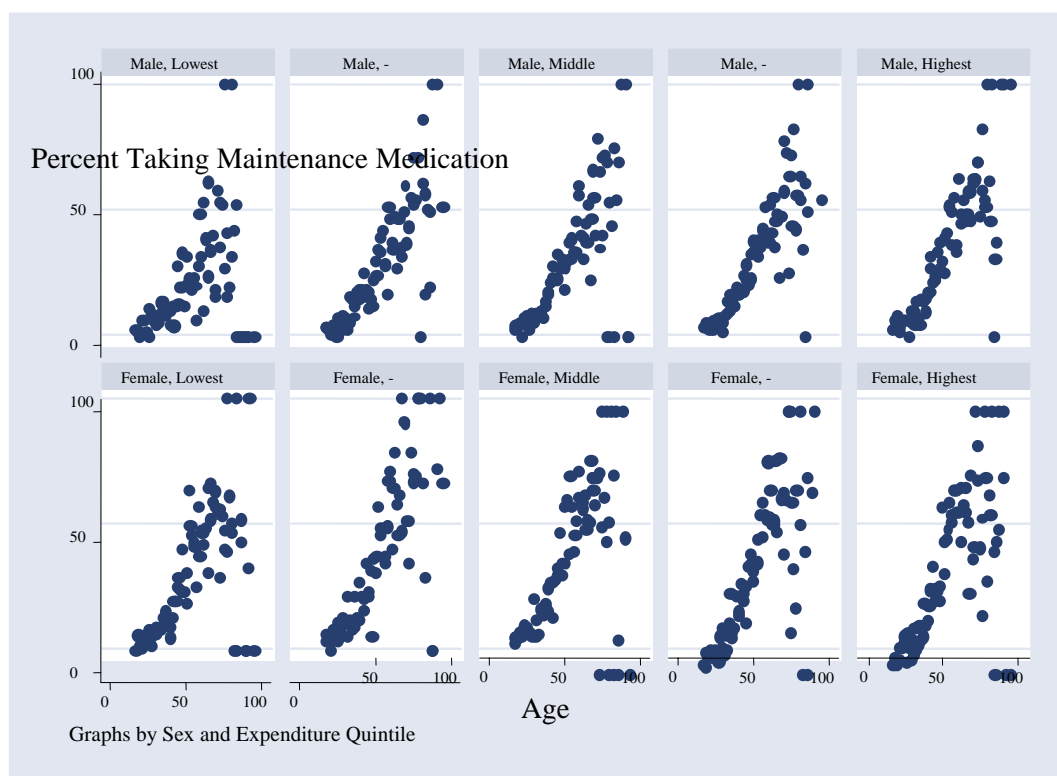 100
Male, Lowest Male, - Male, Middle Male, - Male, Highest
Percent Taking Maintenance Medication
50
0
Female, Lowest Female, - Female, Middle Female, - Female, Highest
100
50
0
0 50 100 0 50 100 0 50 100 0 50 100 0 50 100
Age
Graphs by Sex and Expenditure Quintile